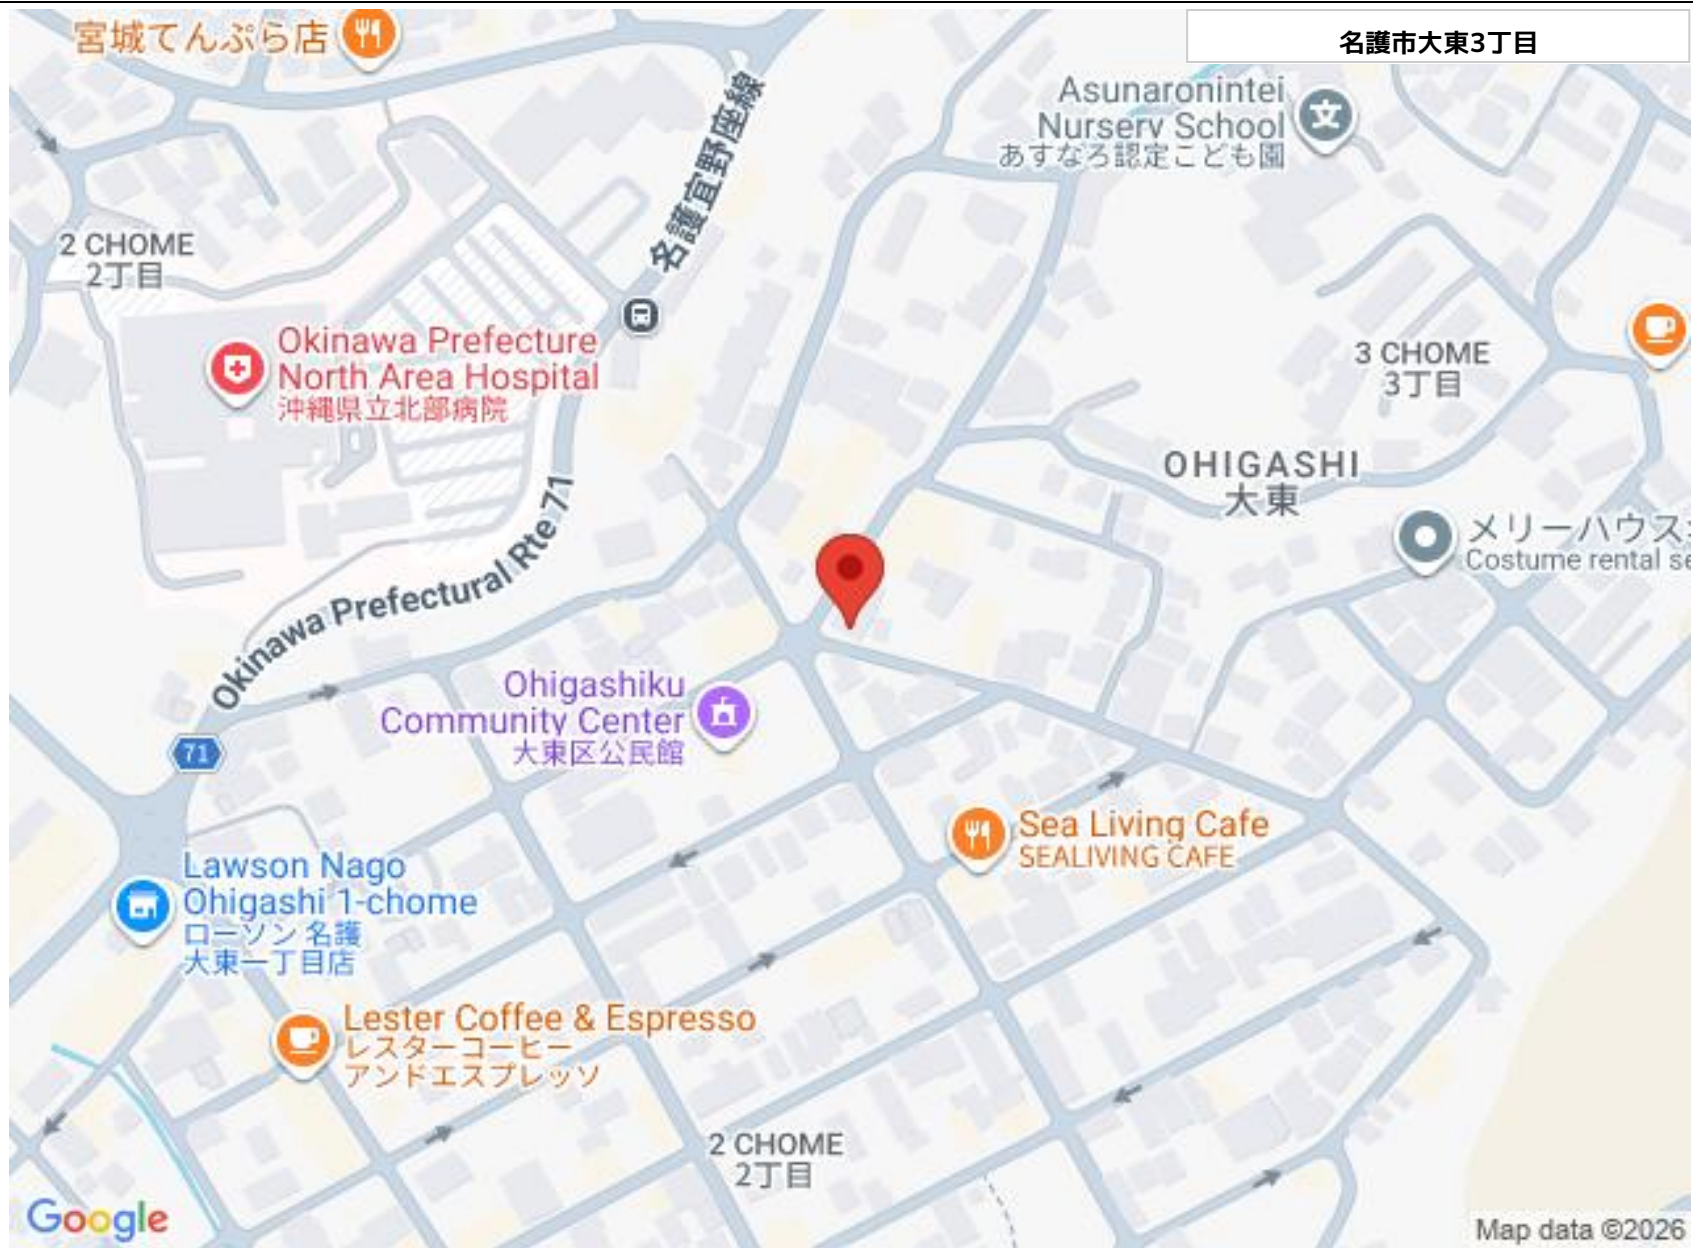 宮城てんぷら店
名護市大東3丁目
名護宜野座線
Asunaronintei
Nurserv School
あすなろ認定こども園
2 CHOME
2丁目
Okinawa Prefecture
North Area Hospital
沖縄県立北部病院
3 CHOME
3丁目
OHIGASHI
大東
メリーハウス
Costume rental se
Okinawa Prefectural Rte 71
Ohigashiku
Community Center
大東区公民館
71
Sea Living Cafe
SEALIVING CAFE
Lawson Nago
Ohigashi 1-chome
ローソン 名護
大東一丁目店
Lester Coffee & Espresso
レスターコーヒー
アンドエスプレッソ
2 CHOME
2丁目
Google
Map data ©2026